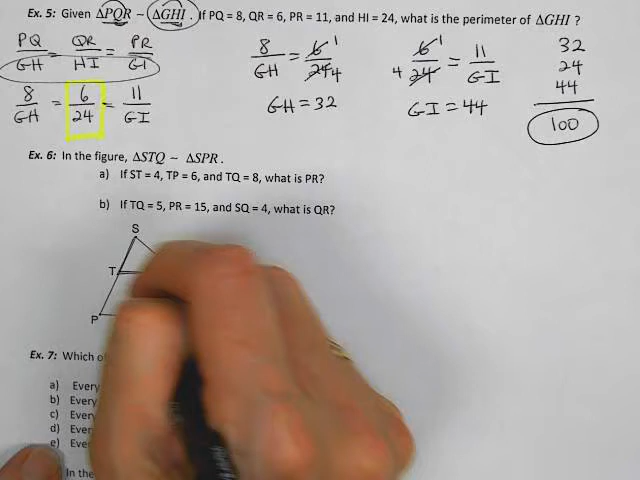 Ex. 5: Given ΔPQR ~ ΔGHI. If PQ = 8, QR = 6, PR = 11, and HI = 24, what is the perimeter of ΔGHI ?
PQ/GH = QR/HI = PR/GI
8/GH = 6/24 = 11/GI
8/GH = 6/24 1 4
GH = 32
6/24 1 4 = 11/GI
GI = 44
32
24
44
100
Ex. 6: In the figure, ΔSTQ ~ ΔSPR.
a) If ST = 4, TP = 6, and TQ = 8, what is PR?
b) If TQ = 5, PR = 15, and SQ = 4, what is QR?
S
T
P
Ex. 7: Which
a) Every
b) Every
c) Every
d)
e)
In the